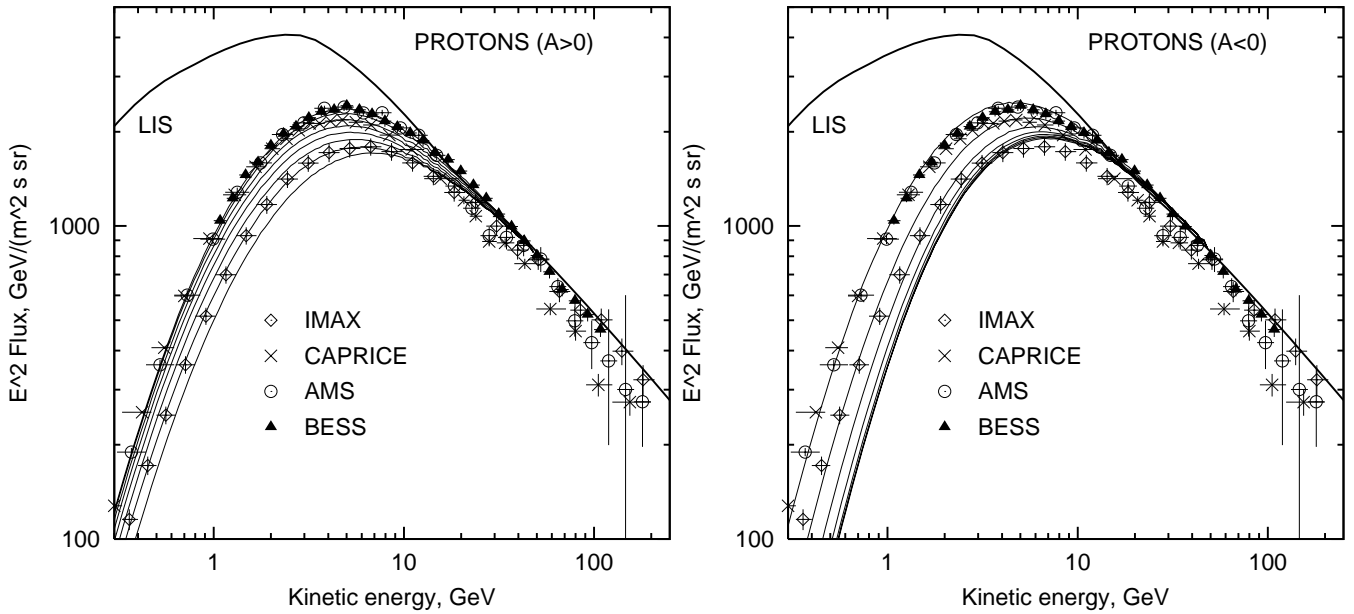 PROTONS (A>0)
LIS
1000
100
E^2 Flux, GeV/(m^2 s sr)
IMAX
CAPRICE
AMS
BESS
1 10 100
Kinetic energy, GeV
PROTONS (A<0)
LIS
1000
100
E^2 Flux, GeV/(m^2 s sr)
IMAX
CAPRICE
AMS
BESS
1 10 100
Kinetic energy, GeV